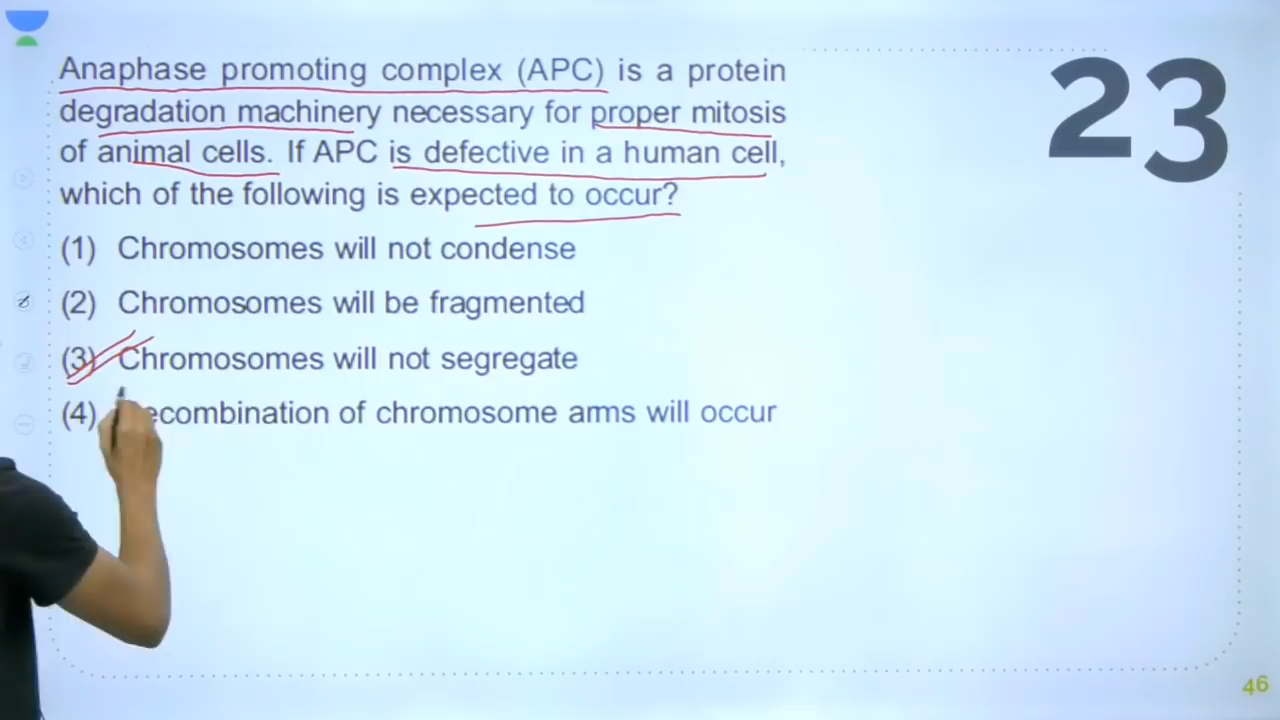 Anaphase promoting complex (APC) is a protein
degradation machinery necessary for proper mitosis
of animal cells. If APC is defective in a human cell,
which of the following is expected to occur?
(1) Chromosomes will not condense
(2) Chromosomes will be fragmented
(3) Chromosomes will not segregate
(4) of chromosome arms will occur
23
46